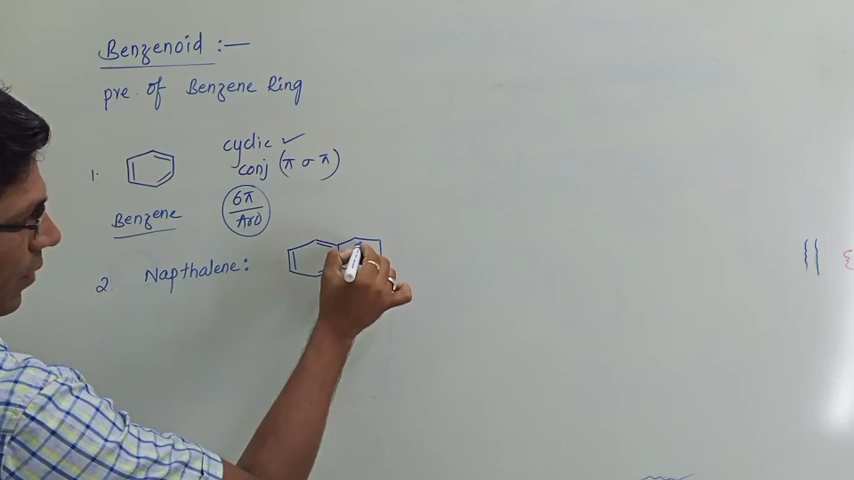 Benzenoid :—
pre. of Benzene Ring
1.
cyclic ✓
conj (π σ π)
Benzene
6π
Aro
2. Napthalene: